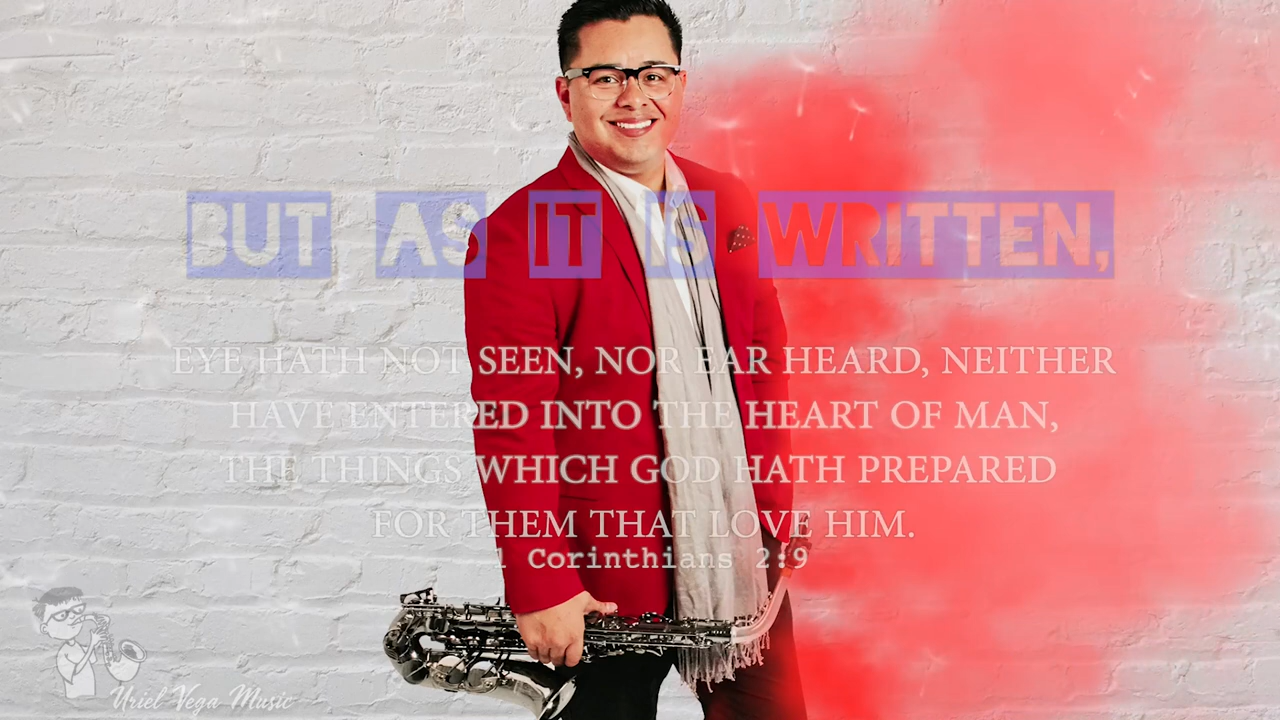 BUT AS IT IS WRITTEN,
EYE HATH NOT SEEN, NOR EAR HEARD, NEITHER
HAVE ENTERED INTO THE HEART OF MAN,
THE THINGS WHICH GOD HATH PREPARED
FOR THEM THAT LOVE HIM.
1 Corinthians 2:9
Uriel Vega Music